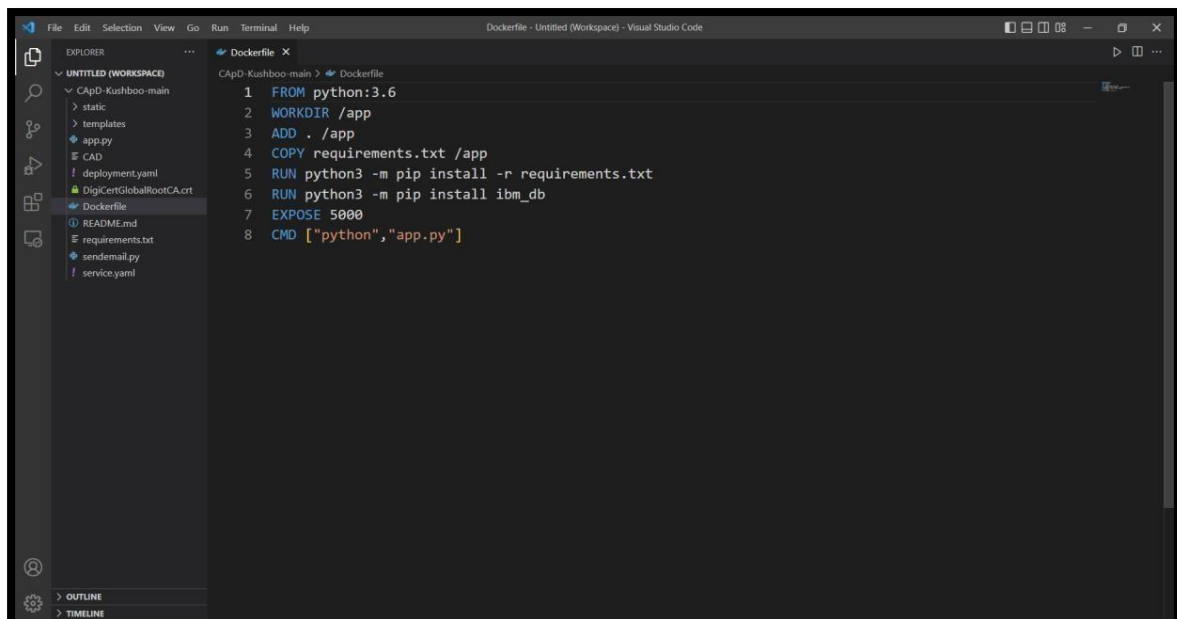 File Edit Selection View Go Run Terminal Help
Dockerfile - Untitled (Workspace) - Visual Studio Code
EXPLORER
UNTITLED (WORKSPACE)
CApD-Kushboo-main
static
templates
app.py
CAD
deployment.yaml
DigiCertGlobalRootCA.crt
Dockerfile
README.md
requirements.txt
sendemail.py
service.yaml
OUTLINE
TIMELINE
Dockerfile
CApD-Kushboo-main > Dockerfile
1 FROM python:3.6
2 WORKDIR /app
3 ADD . /app
4 COPY requirements.txt /app
5 RUN python3 -m pip install -r requirements.txt
6 RUN python3 -m pip install ibm_db
7 EXPOSE 5000
8 CMD ["python","app.py"]